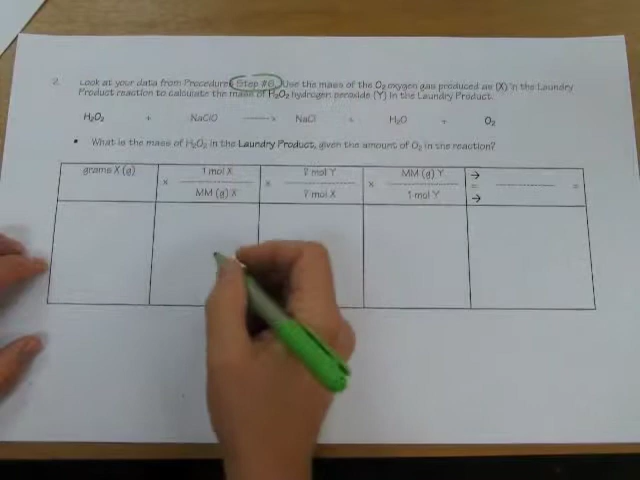 2. Look at your data from Procedure Step #6. Use the mass of the O₂ oxygen gas produced as (X) in the Laundry
Product reaction to calculate the mass of H₂O₂ hydrogen peroxide (Y) in the Laundry Product.
H₂O₂ + NaClO → NaCl + H₂O + O₂
• What is the mass of H₂O₂ in the Laundry Product, given the amount of O₂ in the reaction?
grams X (g) x 1 mol X x ? mol Y x MM (g) Y → = =
MM (g) X ? mol X 1 mol Y →